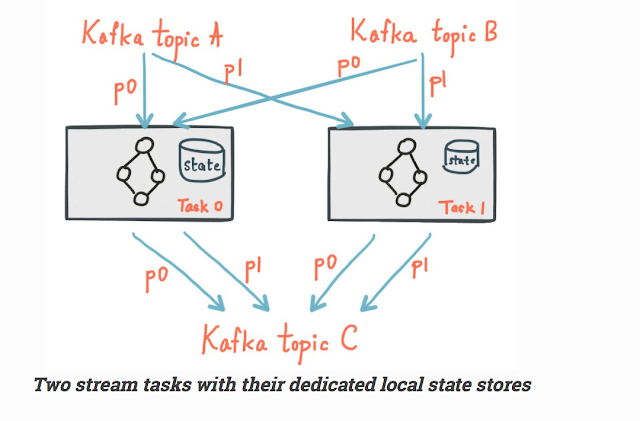 Kafka topic A
Kafka topic B
p0
p1
p0
p1
state
Task 0
state
Task 1
p0
p1
p0
p1
Kafka topic C
Two stream tasks with their dedicated local state stores